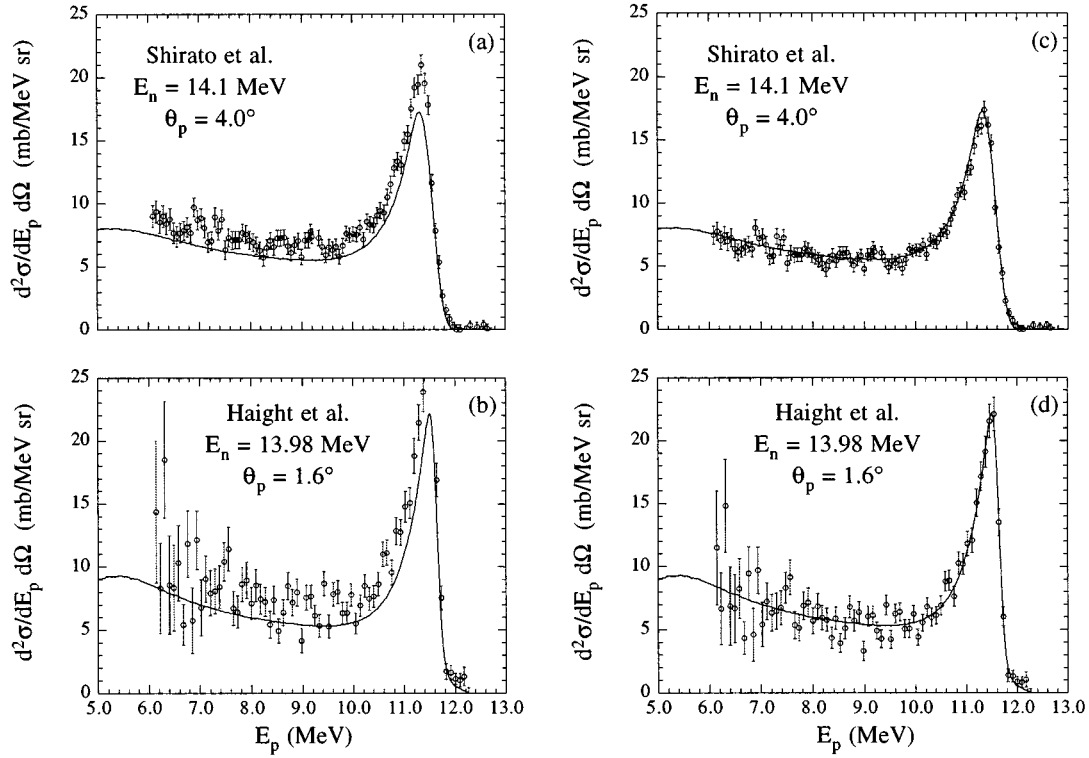 (a)
Shirato et al.
E_n = 14.1 MeV
θ_p = 4.0°
d²σ/dE_p dΩ (mb/MeV sr)
25
20
15
10
5
0
(c)
Shirato et al.
E_n = 14.1 MeV
θ_p = 4.0°
d²σ/dE_p dΩ (mb/MeV sr)
25
20
15
10
5
0
(b)
Haight et al.
E_n = 13.98 MeV
θ_p = 1.6°
d²σ/dE_p dΩ (mb/MeV sr)
25
20
15
10
5
0
5.0 6.0 7.0 8.0 9.0 10.0 11.0 12.0 13.0
E_p (MeV)
(d)
Haight et al.
E_n = 13.98 MeV
θ_p = 1.6°
d²σ/dE_p dΩ (mb/MeV sr)
25
20
15
10
5
0
5.0 6.0 7.0 8.0 9.0 10.0 11.0 12.0 13.0
E_p (MeV)